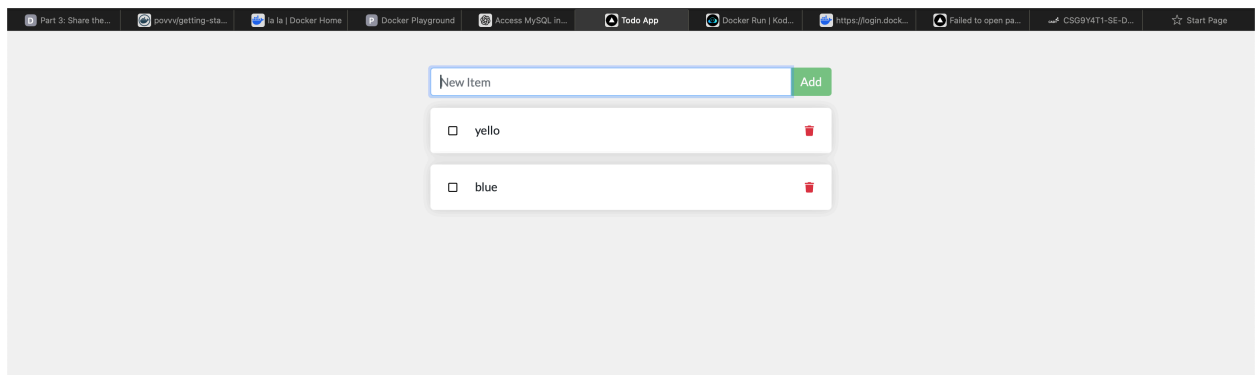 Part 3: Share the...
povvv/getting-sta...
la la | Docker Home
Docker Playground
Access MySQL in...
Todo App
Docker Run | Kod...
https://login.dock...
Failed to open pa...
CSG9Y4T1-SE-D...
Start Page
New Item
Add
yello
blue